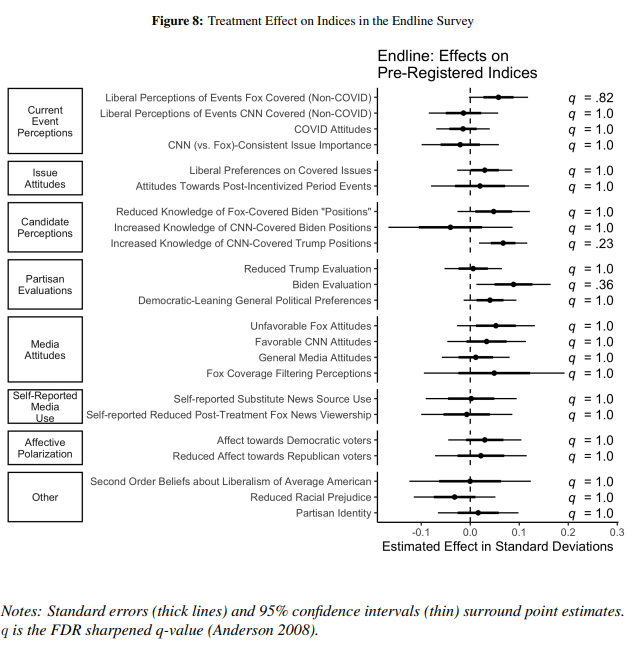 Figure 8: Treatment Effect on Indices in the Endline Survey
Endline: Effects on
Pre-Registered Indices
Current
Event
Perceptions
Liberal Perceptions of Events Fox Covered (Non-COVID)
q = .82
Liberal Perceptions of Events CNN Covered (Non-COVID)
q = 1.0
COVID Attitudes
q = 1.0
CNN (vs. Fox)-Consistent Issue Importance
q = 1.0
Issue
Attitudes
Liberal Preferences on Covered Issues
q = 1.0
Attitudes Towards Post-Incentivized Period Events
q = 1.0
Candidate
Perceptions
Reduced Knowledge of Fox-Covered Biden "Positions"
q = 1.0
Increased Knowledge of CNN-Covered Biden Positions
q = 1.0
Increased Knowledge of CNN-Covered Trump Positions
q = .23
Partisan
Evaluations
Reduced Trump Evaluation
q = 1.0
Biden Evaluation
q = .36
Democratic-Leaning General Political Preferences
q = 1.0
Media
Attitudes
Unfavorable Fox Attitudes
q = 1.0
Favorable CNN Attitudes
q = 1.0
General Media Attitudes
q = 1.0
Fox Coverage Filtering Perceptions
q = 1.0
Self-Reported
Media
Use
Self-reported Substitute News Source Use
q = 1.0
Self-reported Reduced Post-Treatment Fox News Viewership
q = 1.0
Affective
Polarization
Affect towards Democratic voters
q = 1.0
Reduced Affect towards Republican voters
q = 1.0
Other
Second Order Beliefs about Liberalism of Average American
q = 1.0
Reduced Racial Prejudice
q = 1.0
Partisan Identity
q = 1.0
-0.1 0.0 0.1 0.2 0.3
Estimated Effect in Standard Deviations
Notes: Standard errors (thick lines) and 95% confidence intervals (thin) surround point estimates.
q is the FDR sharpened q-value (Anderson 2008).